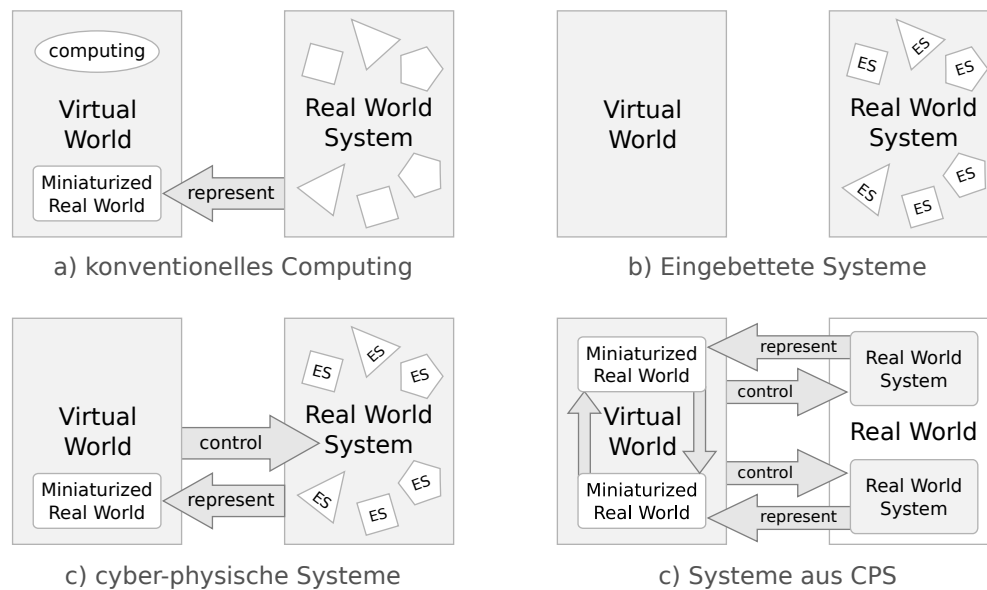 computing
Virtual
World
Miniaturized
Real World
represent
Real World
System
a) konventionelles Computing
Virtual
World
ES
ES
ES
Real World
System
ES
ES
ES
b) Eingebettete Systeme
Virtual
World
Miniaturized
Real World
control
represent
ES
ES
ES
Real World
System
ES
ES
ES
c) cyber-physische Systeme
Miniaturized
Real World
Virtual
World
Miniaturized
Real World
represent
control
control
represent
Real World
System
Real World
Real World
System
c) Systeme aus CPS